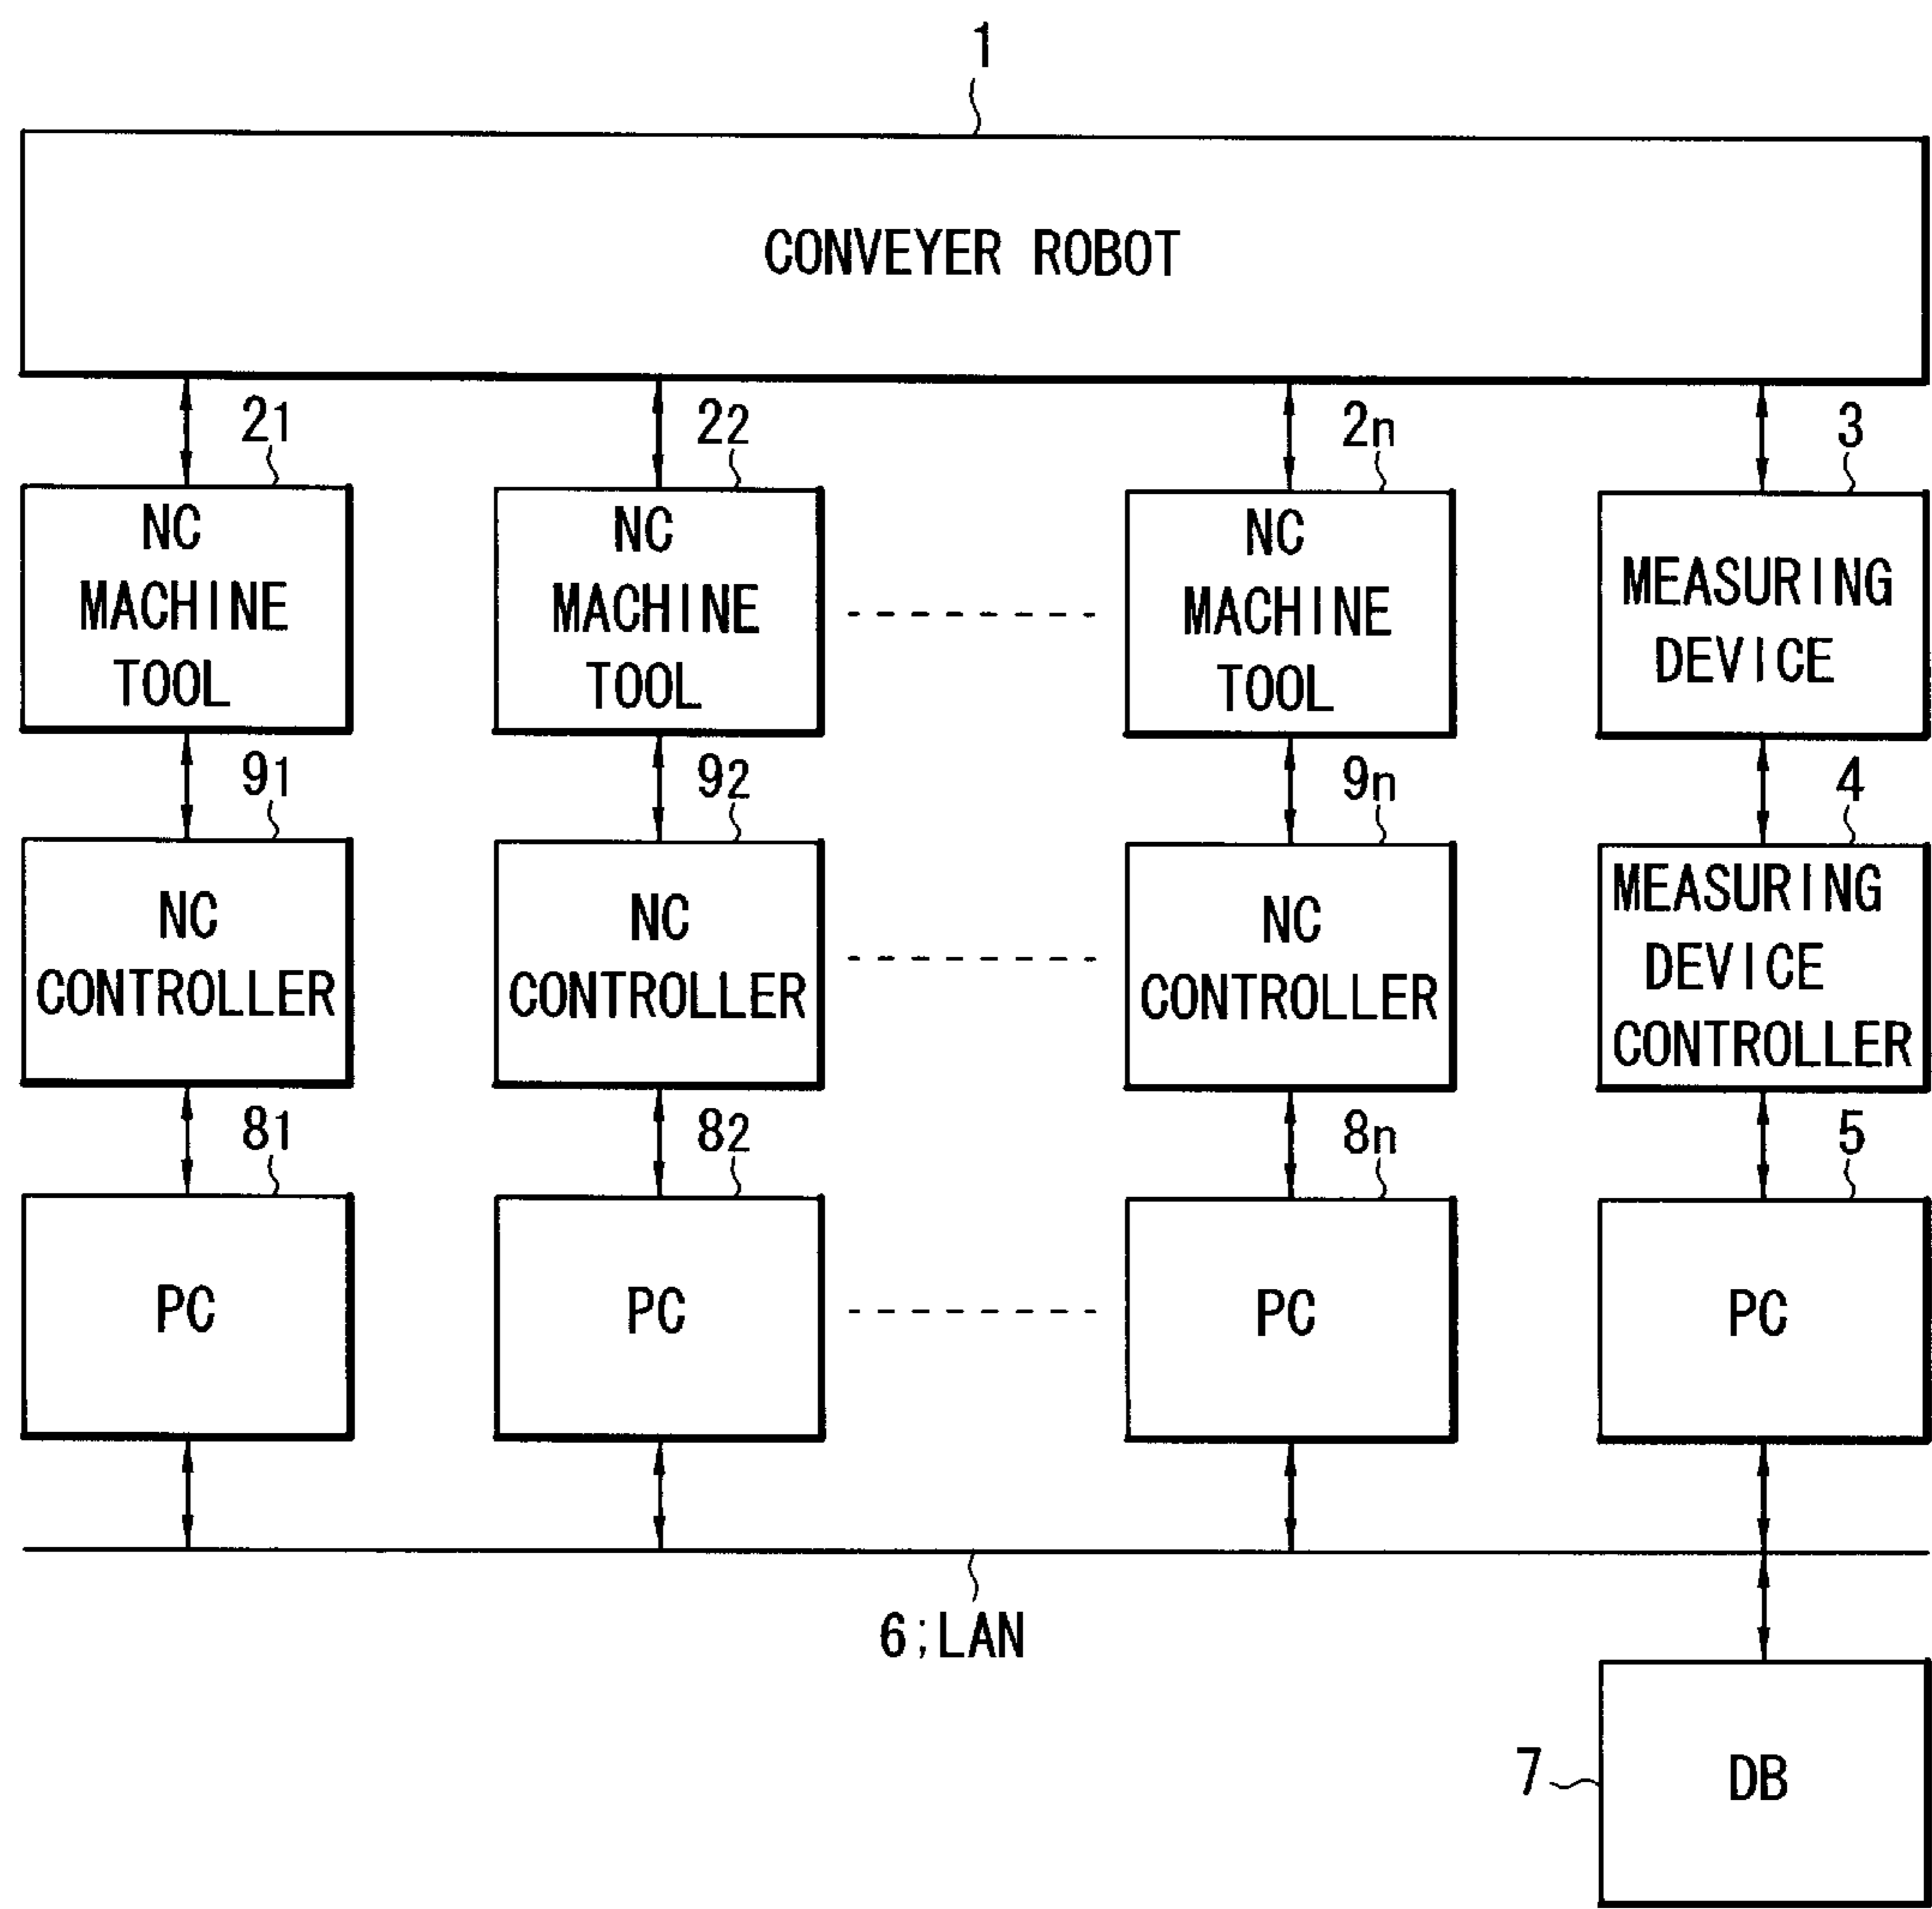 1
CONVEYER ROBOT
21
22
2n
3
NC
MACHINE
TOOL
NC
MACHINE
TOOL
NC
MACHINE
TOOL
MEASURING
DEVICE
91
92
9n
4
NC
CONTROLLER
NC
CONTROLLER
NC
CONTROLLER
MEASURING
DEVICE
CONTROLLER
81
82
8n
5
PC
PC
PC
PC
6;LAN
7
DB